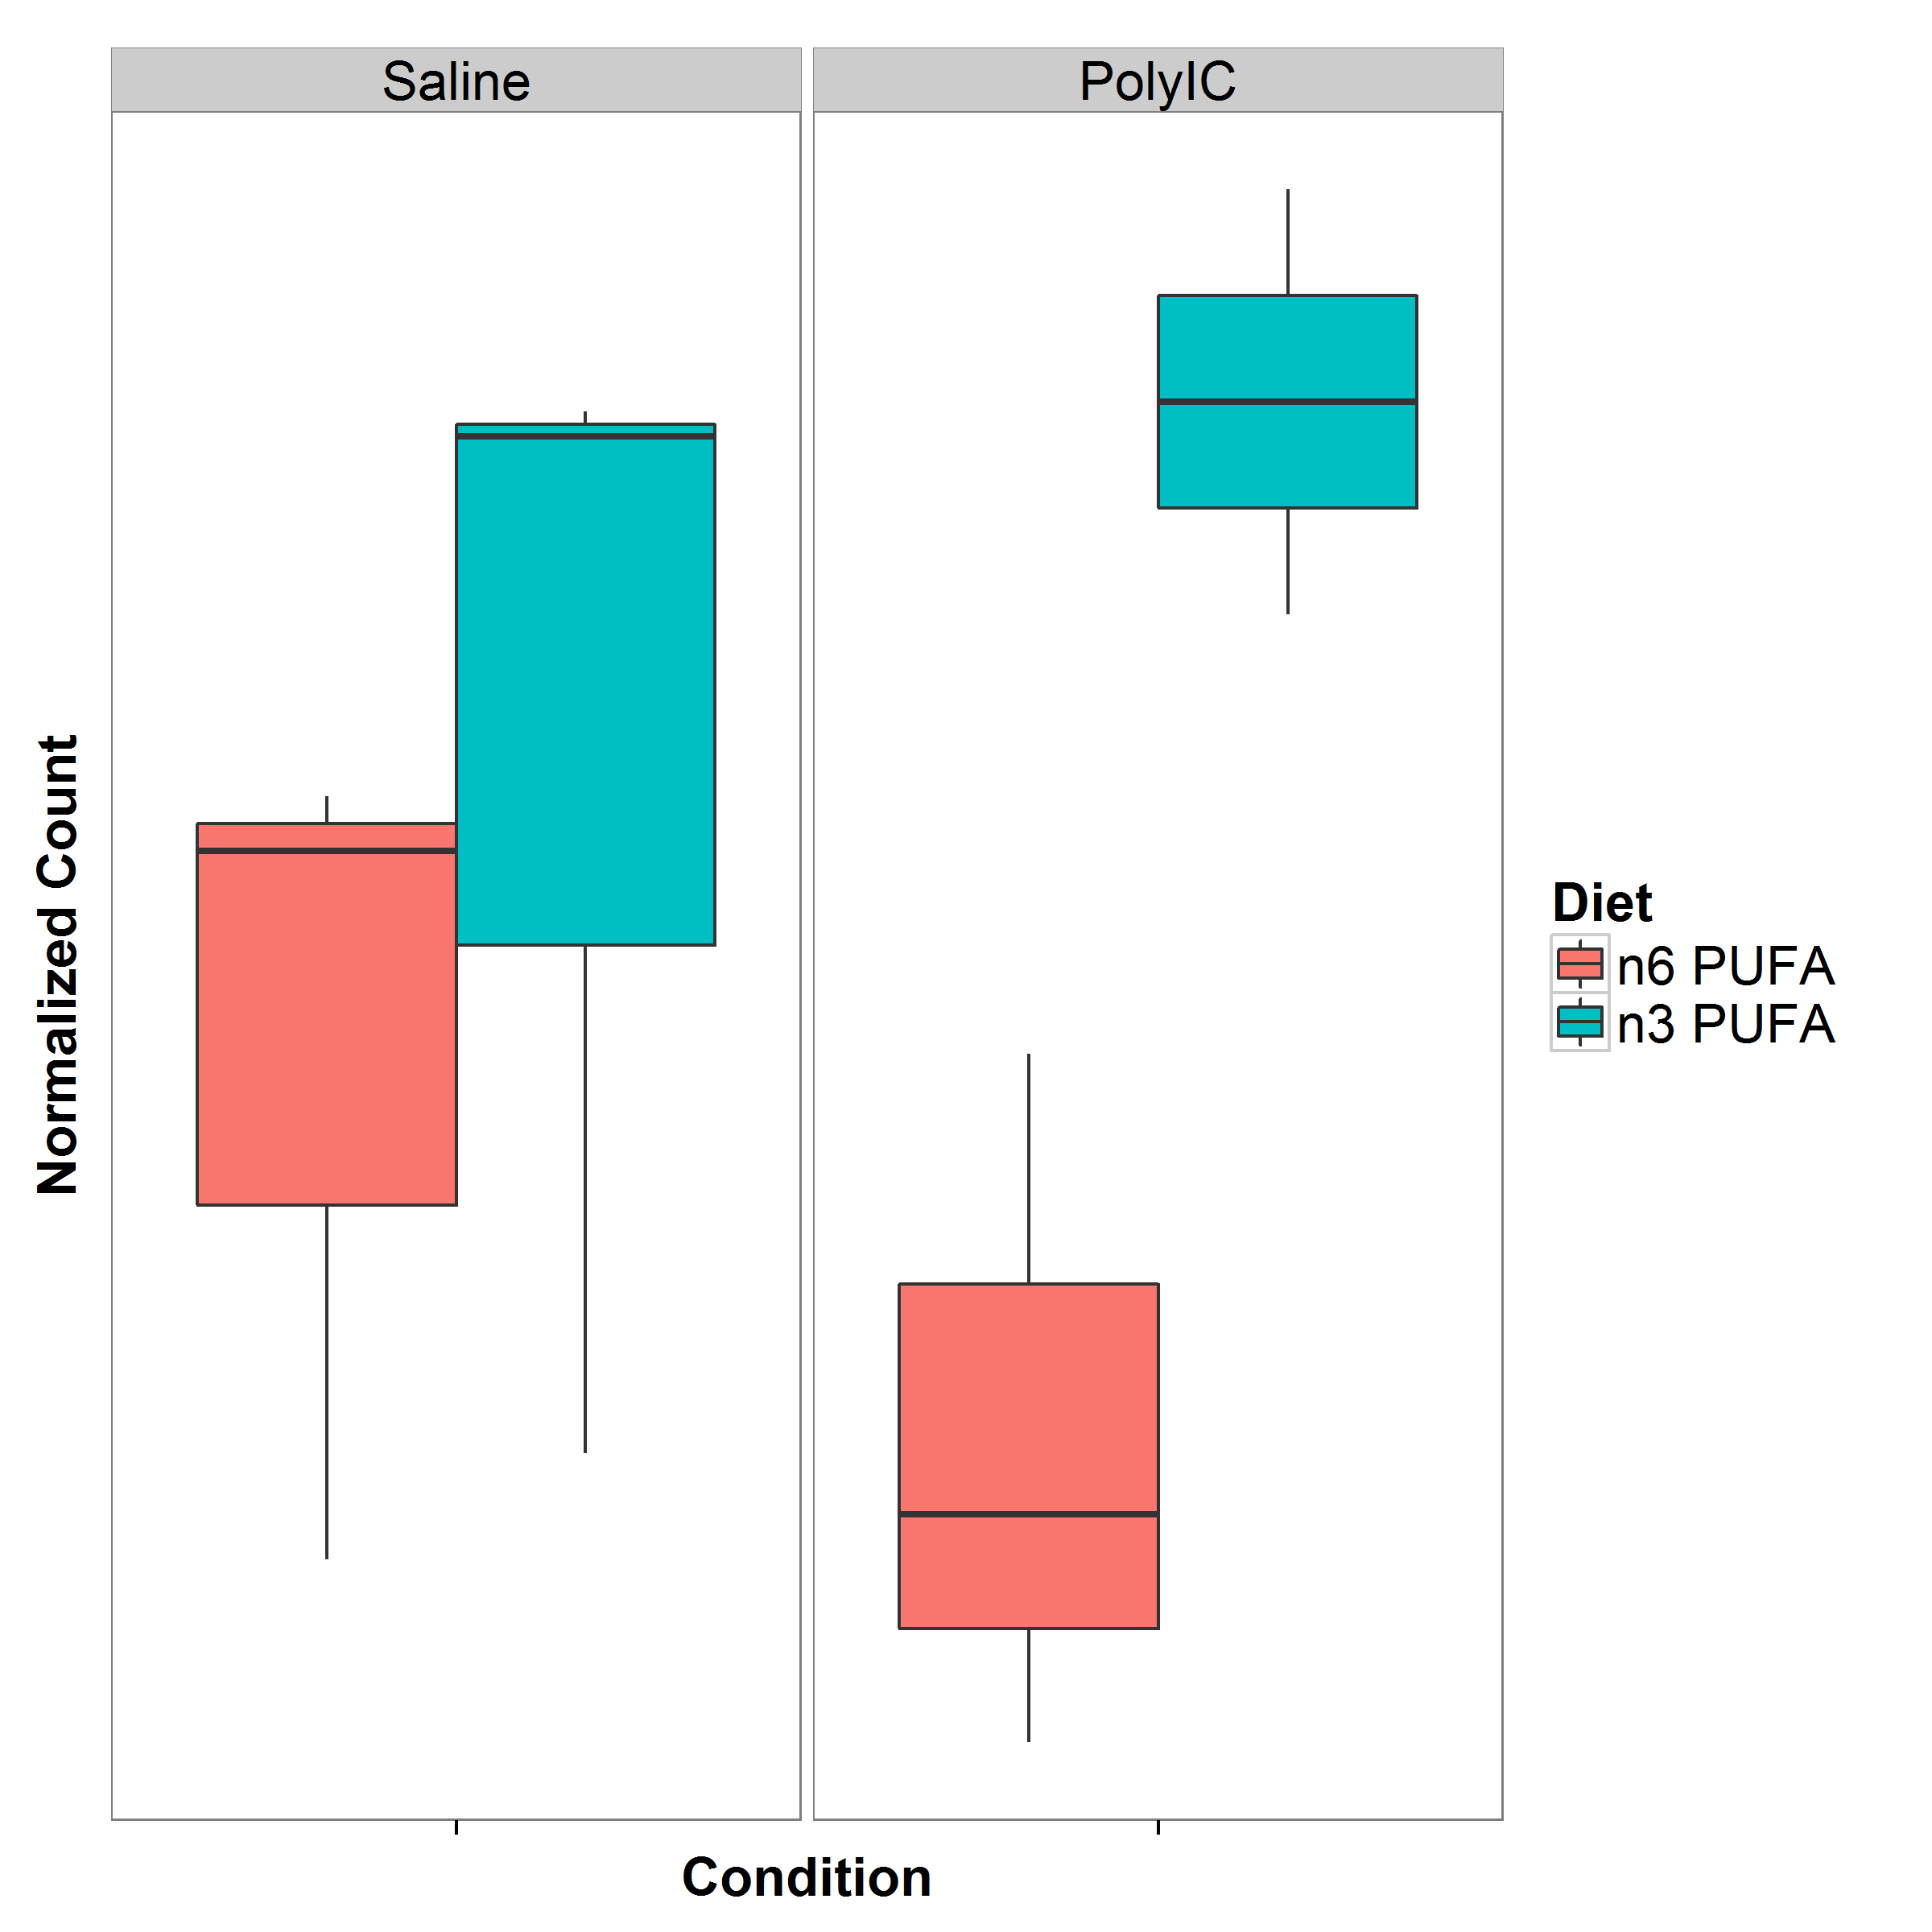 Saline
PolyIC
Normalized Count
Condition
Diet
n6 PUFA
n3 PUFA